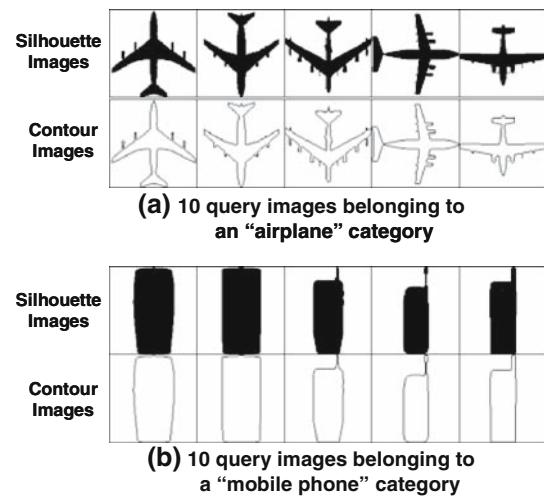 Silhouette
Images
Contour
Images
(a) 10 query images belonging to
an “airplane” category
Silhouette
Images
Contour
Images
(b) 10 query images belonging to
a “mobile phone” category